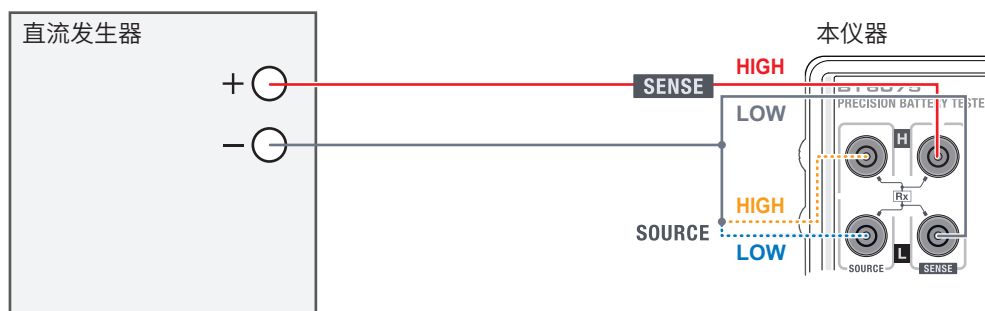 直流发生器
本仪器
+
−
SENSE
HIGH
LOW
HIGH
SOURCE
LOW
PRECISION BATTERY TESTE
H
Rx
L
SOURCE
SENSE